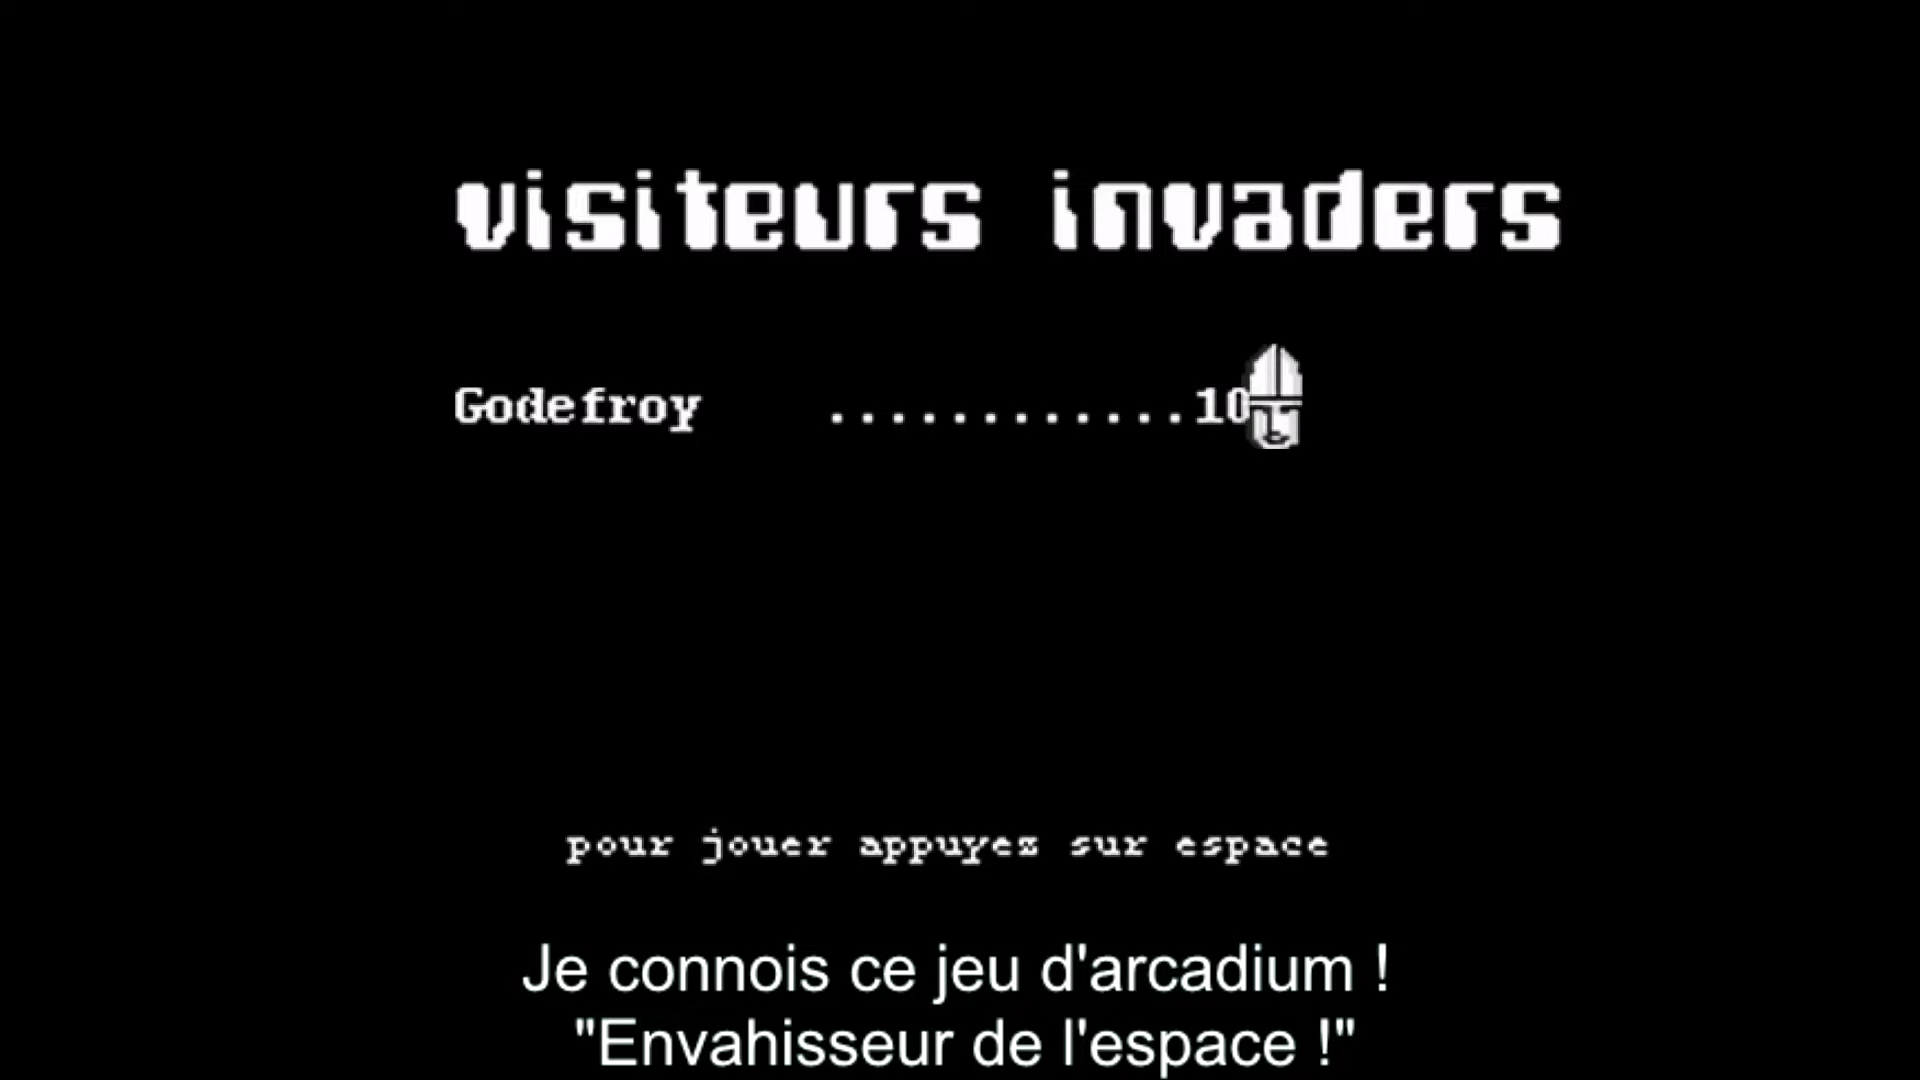 visiteurs invaders
Godefroy ............10
pour jouer appuyez sur espace
Je connois ce jeu d'arcadium !
"Envahisseur de l'espace !"